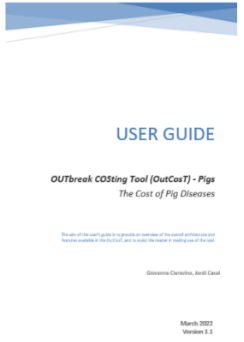 USER GUIDE
OUTbreak COSting Tool (OutCosT) - Pigs
The Cost of Pig Diseases
The aim of this user's guide is to provide an overview of the overall architecture and
features available in the OutCosT, and to assist the reader in making use of the tool.
Giovanna Ciaravino, Jordi Casal
March 2022
Version 1.1